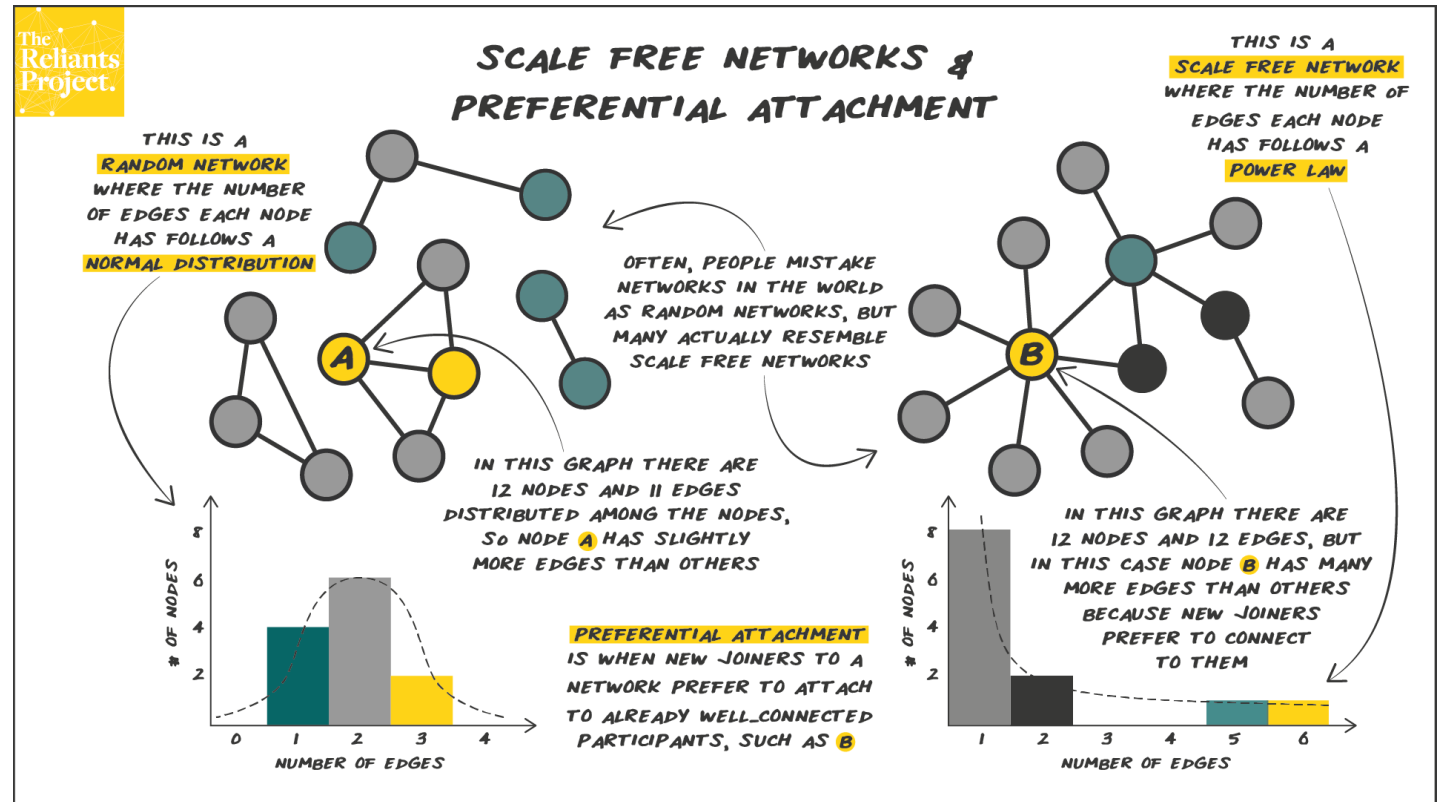 The
Reliants
Project.
SCALE FREE NETWORKS &
PREFERENTIAL ATTACHMENT
THIS IS A
RANDOM NETWORK
WHERE THE NUMBER
OF EDGES EACH NODE
HAS FOLLOWS A
NORMAL DISTRIBUTION
OFTEN, PEOPLE MISTAKE
NETWORKS IN THE WORLD
AS RANDOM NETWORKS, BUT
MANY ACTUALLY RESEMBLE
SCALE FREE NETWORKS
THIS IS A
SCALE FREE NETWORK
WHERE THE NUMBER OF
EDGES EACH NODE
HAS FOLLOWS A
POWER LAW
A
B
IN THIS GRAPH THERE ARE
12 NODES AND 11 EDGES
DISTRIBUTED AMONG THE NODES,
SO NODE A HAS SLIGHTLY
MORE EDGES THAN OTHERS
IN THIS GRAPH THERE ARE
12 NODES AND 12 EDGES, BUT
IN THIS CASE NODE B HAS MANY
MORE EDGES THAN OTHERS
BECAUSE NEW JOINERS
PREFER TO CONNECT
TO THEM
# OF NODES
8
6
4
2
0 1 2 3 4
NUMBER OF EDGES
PREFERENTIAL ATTACHMENT
IS WHEN NEW JOINERS TO A
NETWORK PREFER TO ATTACH
TO ALREADY WELL-CONNECTED
PARTICIPANTS, SUCH AS B
# OF NODES
8
6
4
2
1 2 3 4 5 6
NUMBER OF EDGES